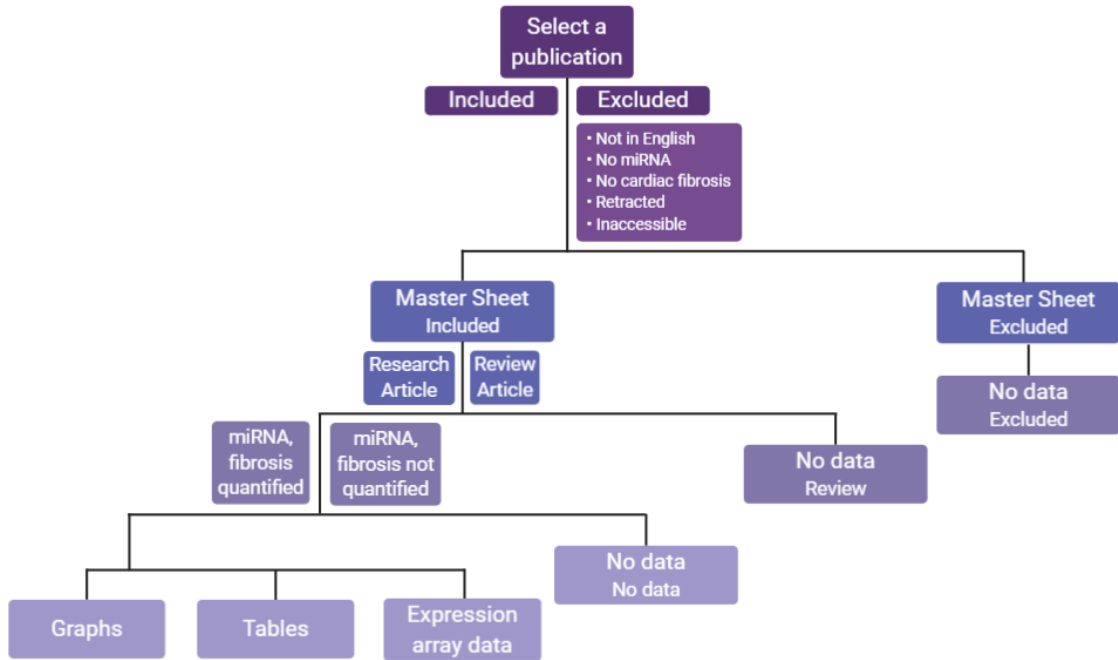 Select a
publication
Included
Excluded
• Not in English
• No miRNA
• No cardiac fibrosis
• Retracted
• Inaccessible
Master Sheet
Included
Master Sheet
Excluded
Research
Article
Review
Article
No data
Excluded
miRNA,
fibrosis
quantified
miRNA,
fibrosis not
quantified
No data
Review
No data
No data
Graphs
Tables
Expression
array data